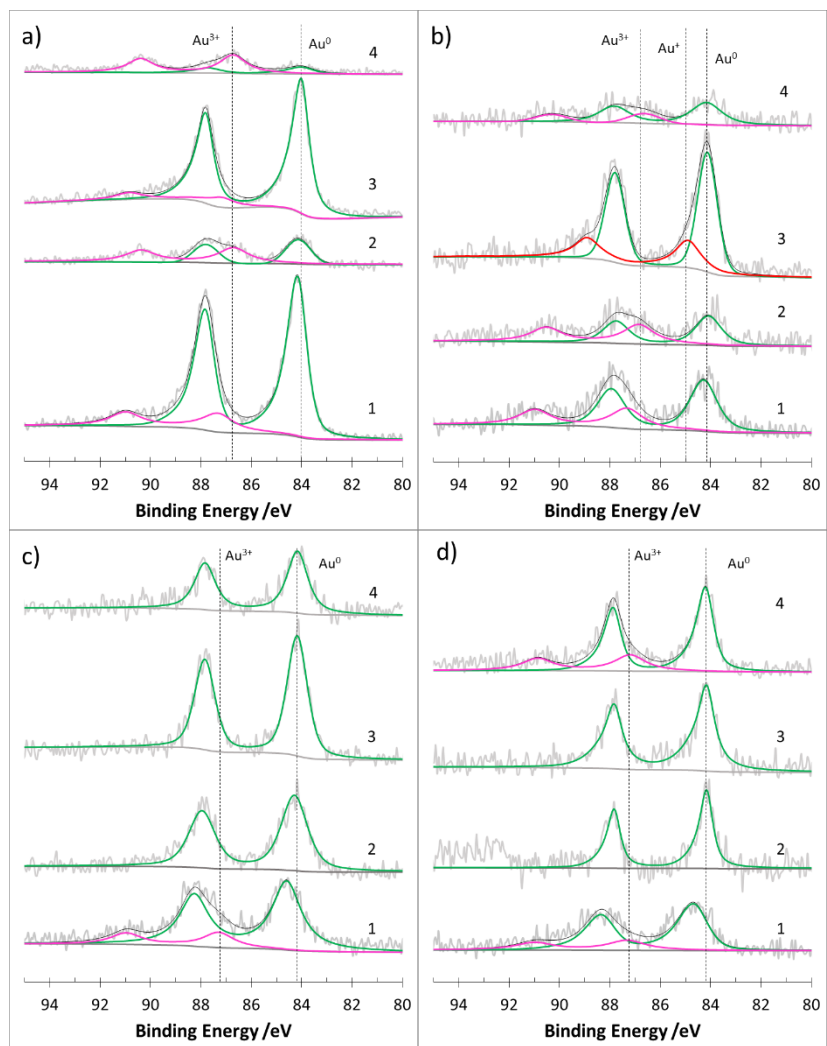 a)
Au³⁺
Au⁰
4
3
2
1
94 92 90 88 86 84 82 80
Binding Energy /eV
b)
Au³⁺
Au⁺
Au⁰
4
3
2
1
94 92 90 88 86 84 82 80
Binding Energy /eV
c)
Au³⁺
Au⁰
4
3
2
1
94 92 90 88 86 84 82 80
Binding Energy /eV
d)
Au³⁺
Au⁰
4
3
2
1
94 92 90 88 86 84 82 80
Binding Energy /eV